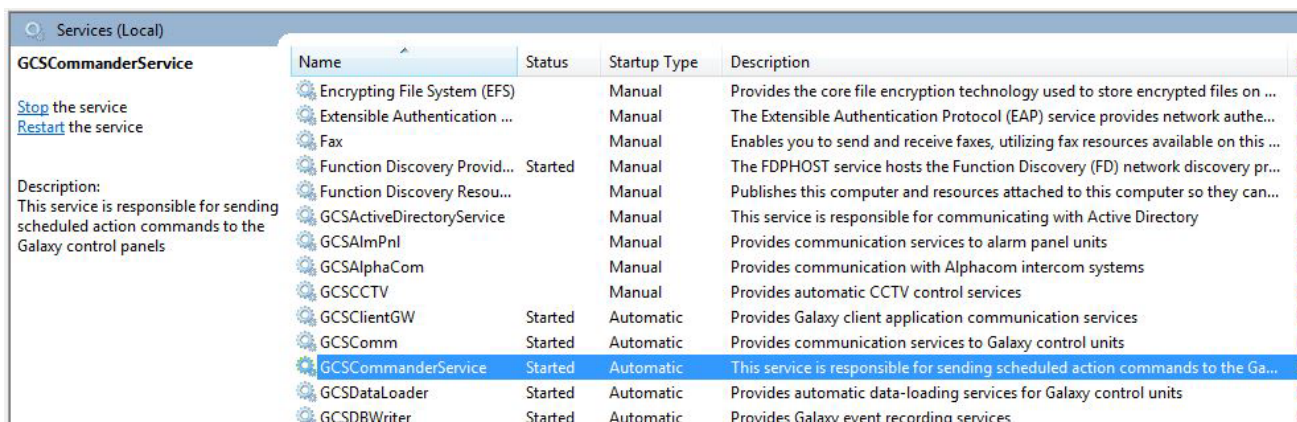 Services (Local)
GCSCommanderService
Stop the service
Restart the service
Description:
This service is responsible for sending
scheduled action commands to the
Galaxy control panels
Name Status Startup Type Description
Encrypting File System (EFS) Manual Provides the core file encryption technology used to store encrypted files on ...
Extensible Authentication ... Manual The Extensible Authentication Protocol (EAP) service provides network authe...
Fax Manual Enables you to send and receive faxes, utilizing fax resources available on this ...
Function Discovery Provid... Started Manual The FDPHOST service hosts the Function Discovery (FD) network discovery pr...
Function Discovery Resou... Manual Publishes this computer and resources attached to this computer so they can...
GCSActiveDirectoryService Manual This service is responsible for communicating with Active Directory
GCSAlmPnl Manual Provides communication services to alarm panel units
GCSAlphaCom Manual Provides communication with Alphacom intercom systems
GCSCCTV Manual Provides automatic CCTV control services
GCSClientGW Started Automatic Provides Galaxy client application communication services
GCSComm Started Automatic Provides communication services to Galaxy control units
GCSCommanderService Started Automatic This service is responsible for sending scheduled action commands to the Ga...
GCSDataLoader Started Automatic Provides automatic data-loading services for Galaxy control units
GCSDBWriter Started Automatic Provides Galaxy event recording services